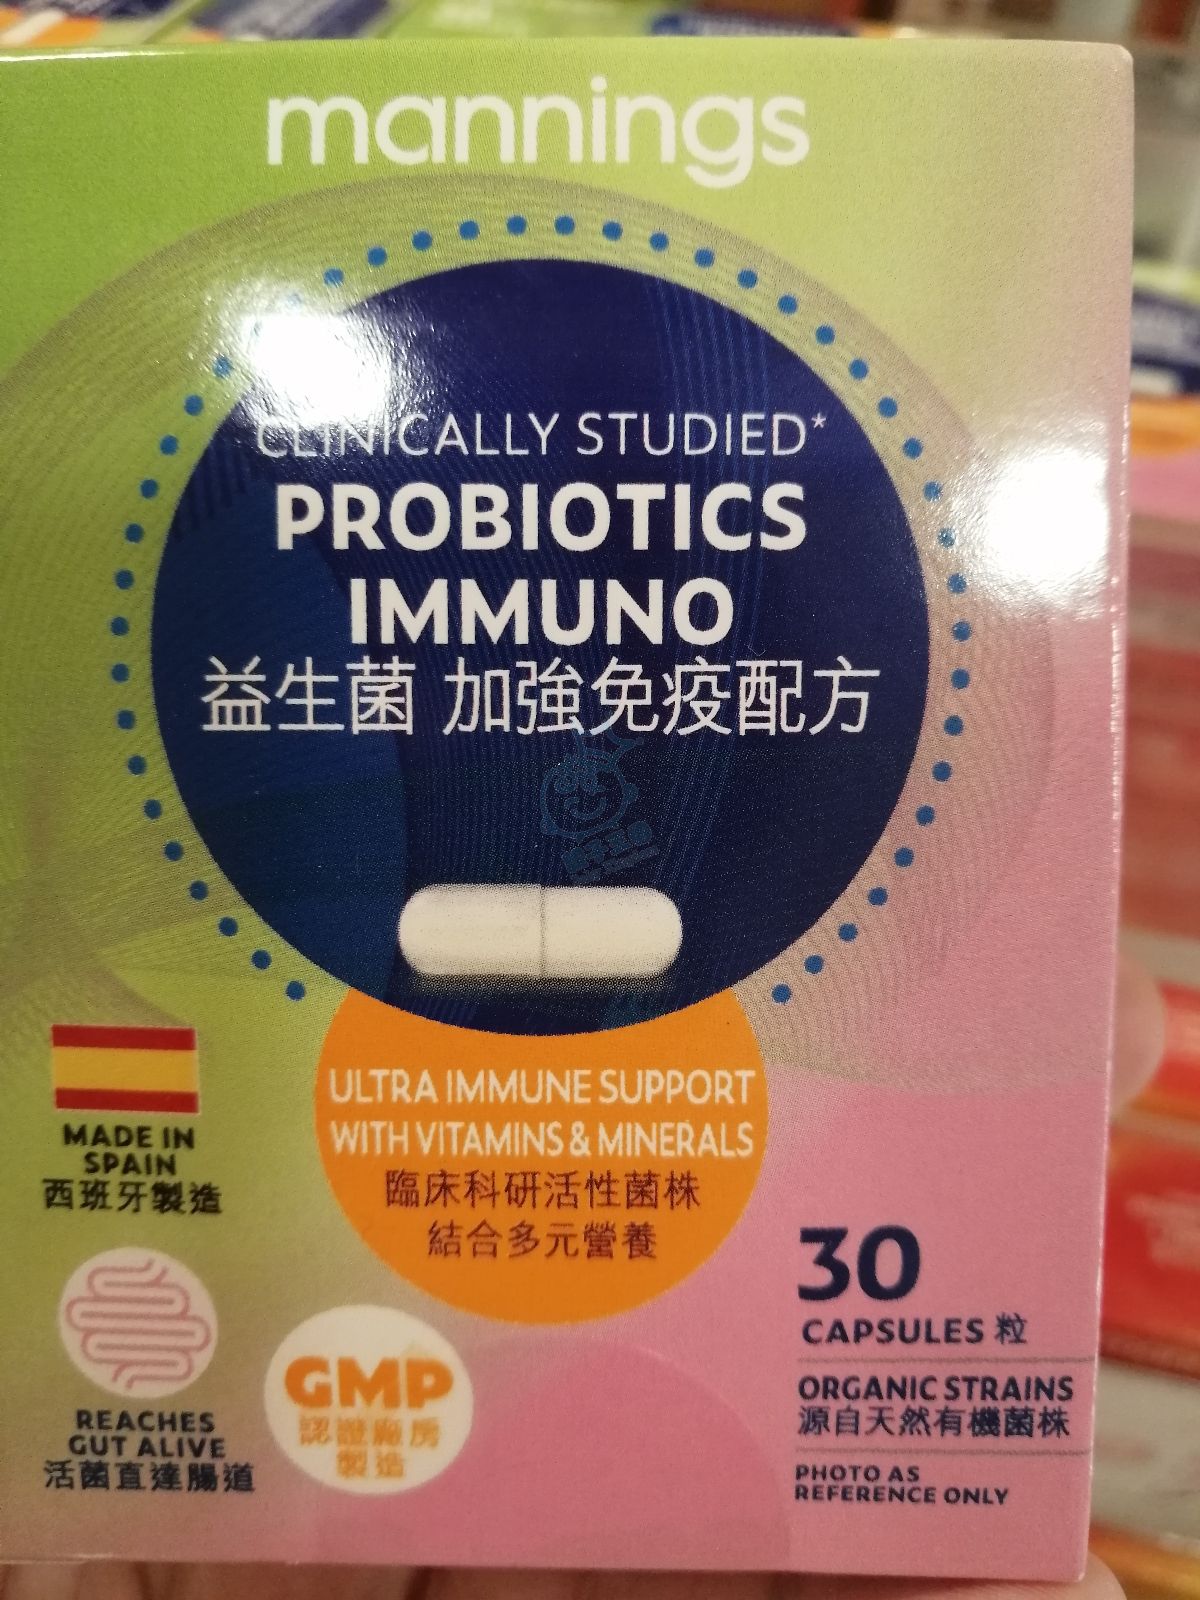 mannings
CLINICALLY STUDIED*
PROBIOTICS
IMMUNO
益生菌 加強免疫配方
ULTRA IMMUNE SUPPORT
WITH VITAMINS & MINERALS
臨床科研活性菌株
結合多元營養
MADE IN
SPAIN
西班牙製造
REACHES
GUT ALIVE
活菌直達腸道
GMP
認證廠房
製造
30
CAPSULES 粒
ORGANIC STRAINS
源自天然有機菌株
PHOTO AS
REFERENCE ONLY